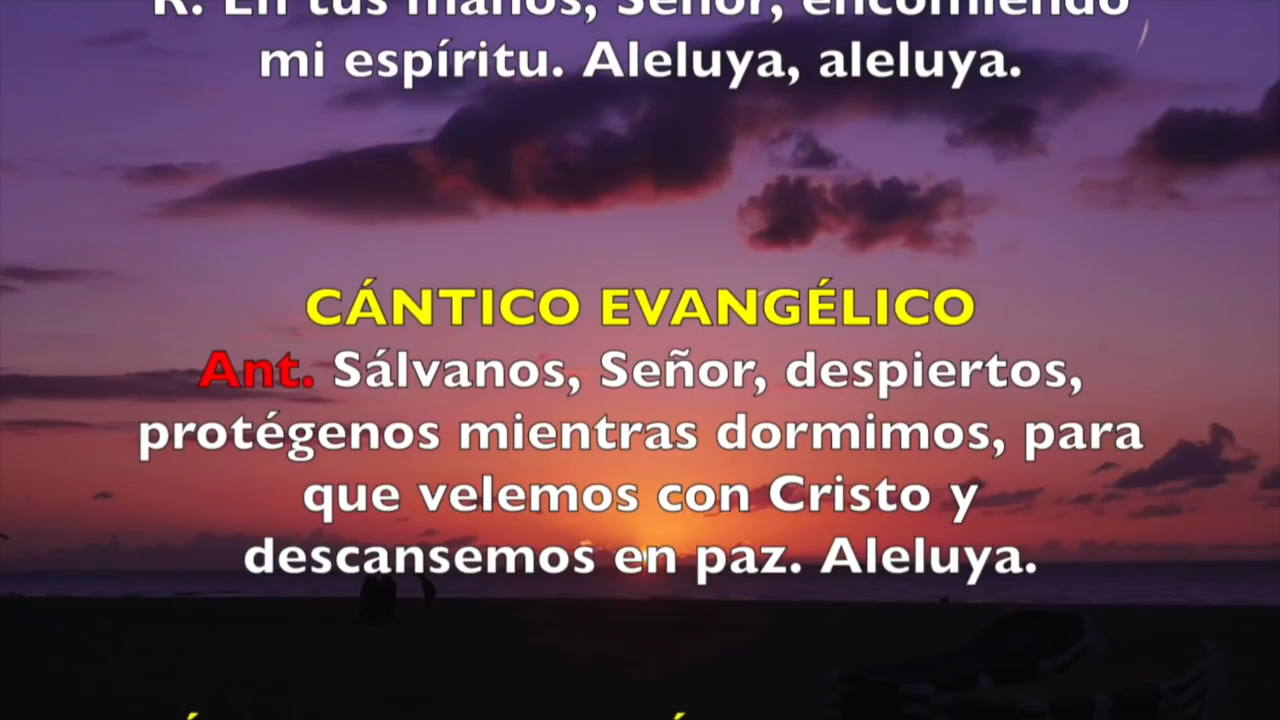 R. En tus manos, Señor, encomiendo
mi espíritu. Aleluya, aleluya.
CÁNTICO EVANGÉLICO
Ant. Sálvanos, Señor, despiertos,
protégenos mientras dormimos, para
que velemos con Cristo y
descansemos en paz. Aleluya.